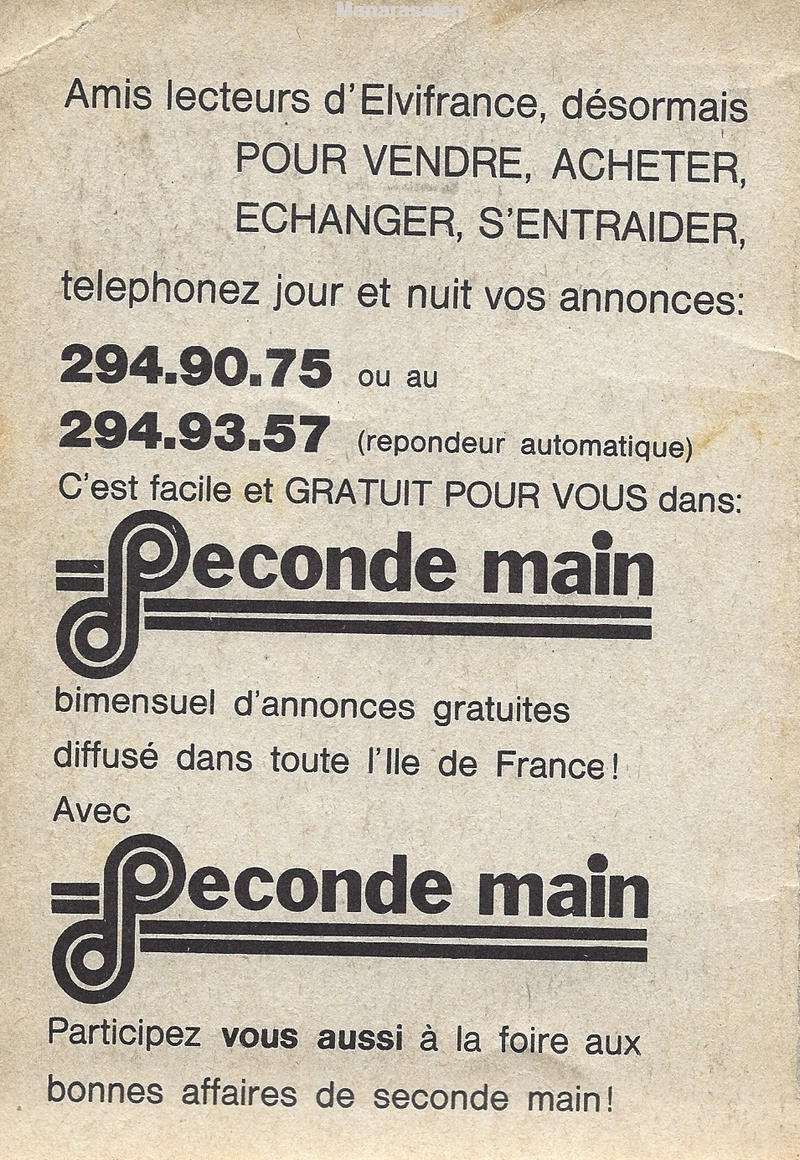 Amis lecteurs d'Elvifrance, désormais
POUR VENDRE, ACHETER,
ECHANGER, S'ENTRAIDER,
telephonez jour et nuit vos annonces:
294.90.75 ou au
294.93.57 (repondeur automatique)
C'est facile et GRATUIT POUR VOUS dans:
Seconde main
bimensuel d'annonces gratuites
diffusé dans toute l'Ile de France!
Avec
Seconde main
Participez vous aussi à la foire aux
bonnes affaires de seconde main!